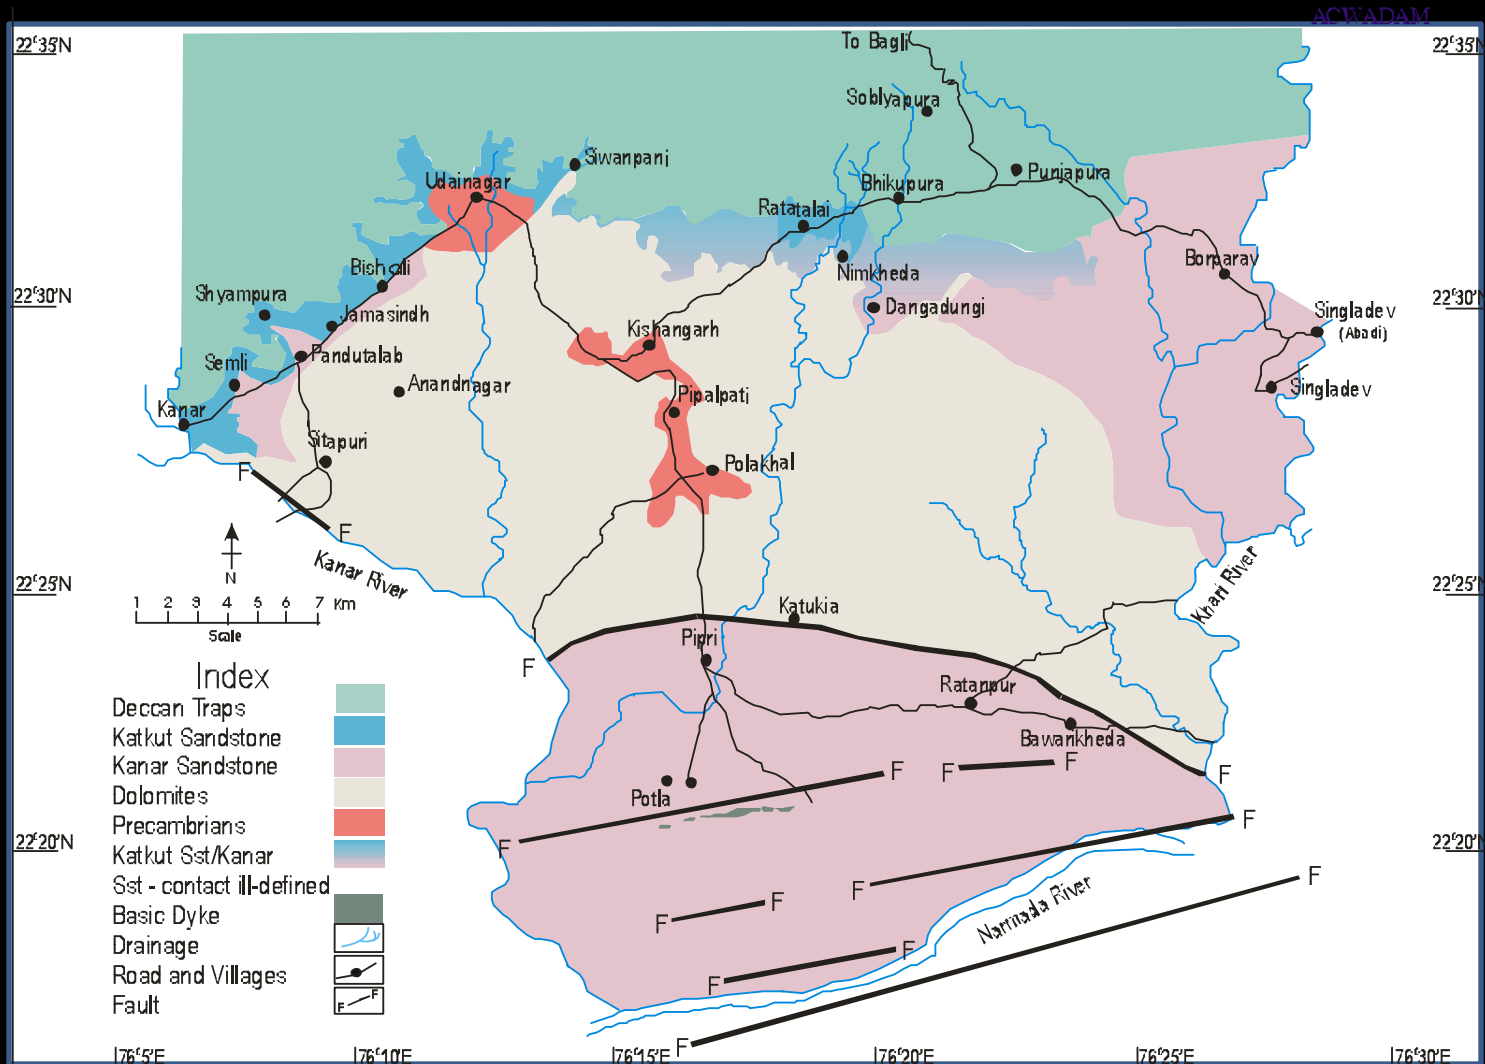 ACWADAM
22°35'N
22°35'N
To Bagli
Soblyapura
Siwanpani
Punjapura
Udainagar
Bhikupura
Ratatalai
Borparav
Bishali
Nimkheda
Shyampura
Dangadungi
22°30'N
22°30'N
Jamasindh
Kishangarh
Singladev
(Abadi)
Pandutalab
Semli
Anandnagar
Pipalpati
Singladev
Kanar
Sitapuri
Polakhal
F
F
Kanar River
N
22°25'N
22°25'N
Khari River
1 2 3 4 5 6 7 Km
Scale
Katukia
Pipri
F
Ratanpur
Bawarikheda
F
F
F
F
Potla
F
F
22°20'N
22°20'N
F
F
F
Narmada River
F
F
F
F
F
Index
Deccan Traps
Katkut Sandstone
Kanar Sandstone
Dolomites
Precambrians
Katkut Sst/Kanar
Sst - contact ill-defined
Basic Dyke
Drainage
Road and Villages
Fault
F F
76°5'E
76°10'E
76°15'E
76°20'E
76°25'E
76°30'E